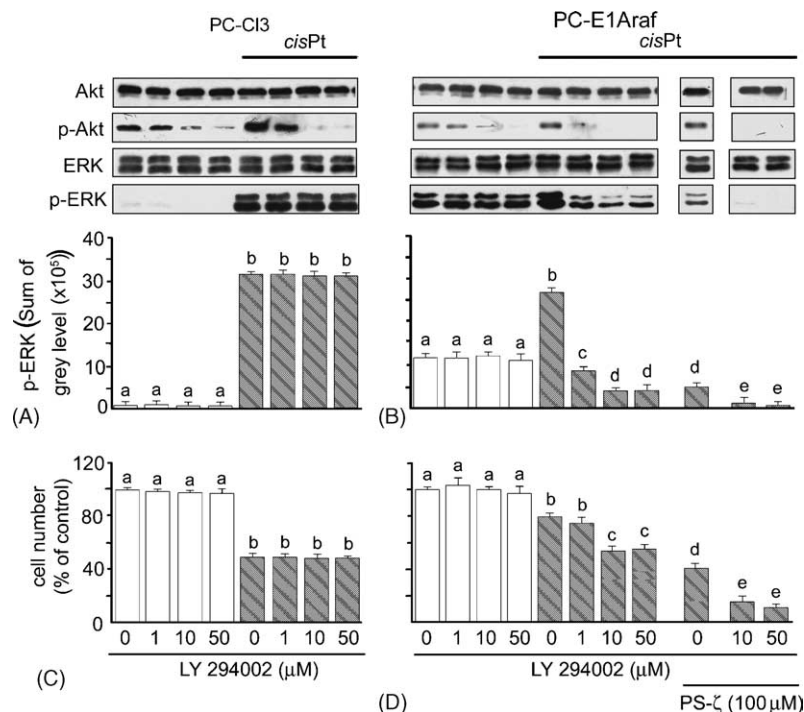 PC-Cl3
PC-E1Araf
cisPt
cisPt
Akt
p-Akt
ERK
p-ERK
p-ERK (Sum of
grey level (x10⁵)
40
30
20
10
0
a a a a b b b b
(A)
a a a a b c d d d e e
(B)
cell number
(% of control)
120
80
40
0
a a a a b b b b
a a a a b b c c d e e
0 1 10 50 0 1 10 50
0 1 10 50 0 1 10 50 0 10 50
LY 294002 (µM)
LY 294002 (µM)
(C)
(D)
PS-ζ (100 µM)